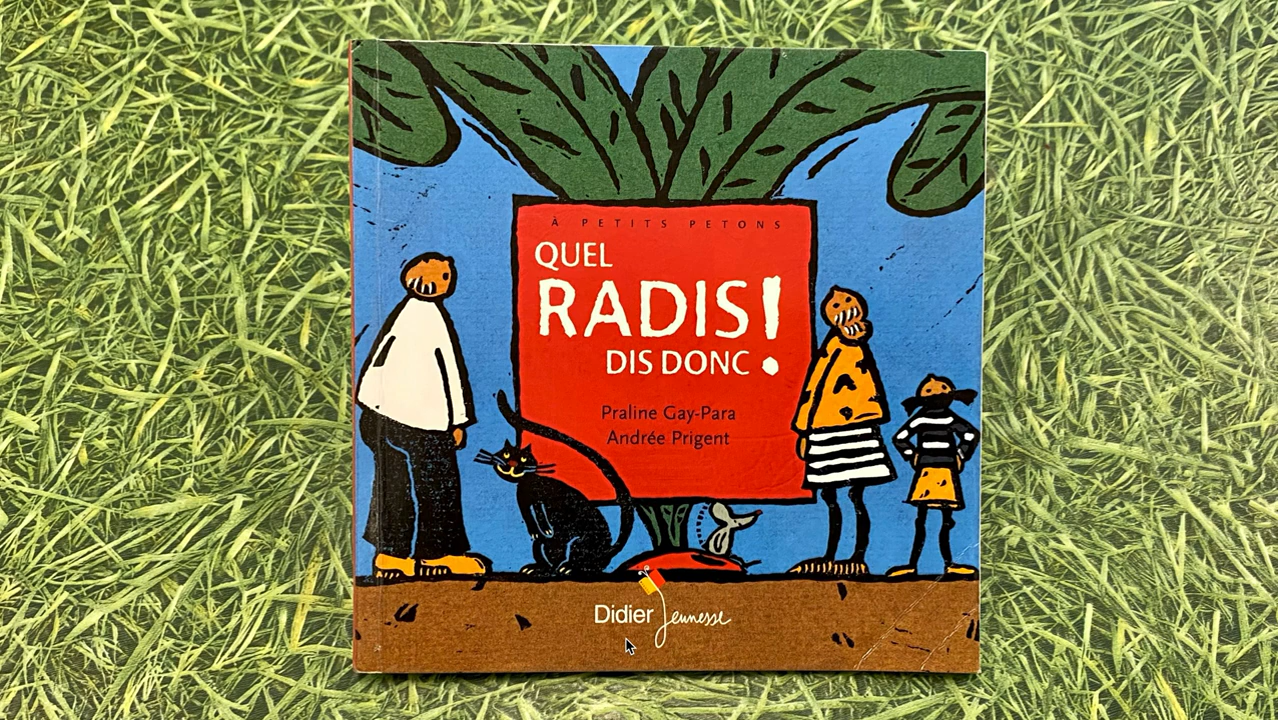 À PETITS PETONS
QUEL
RADIS !
DIS DONC
Praline Gay-Para
Andrée Prigent
Didier Jeunesse